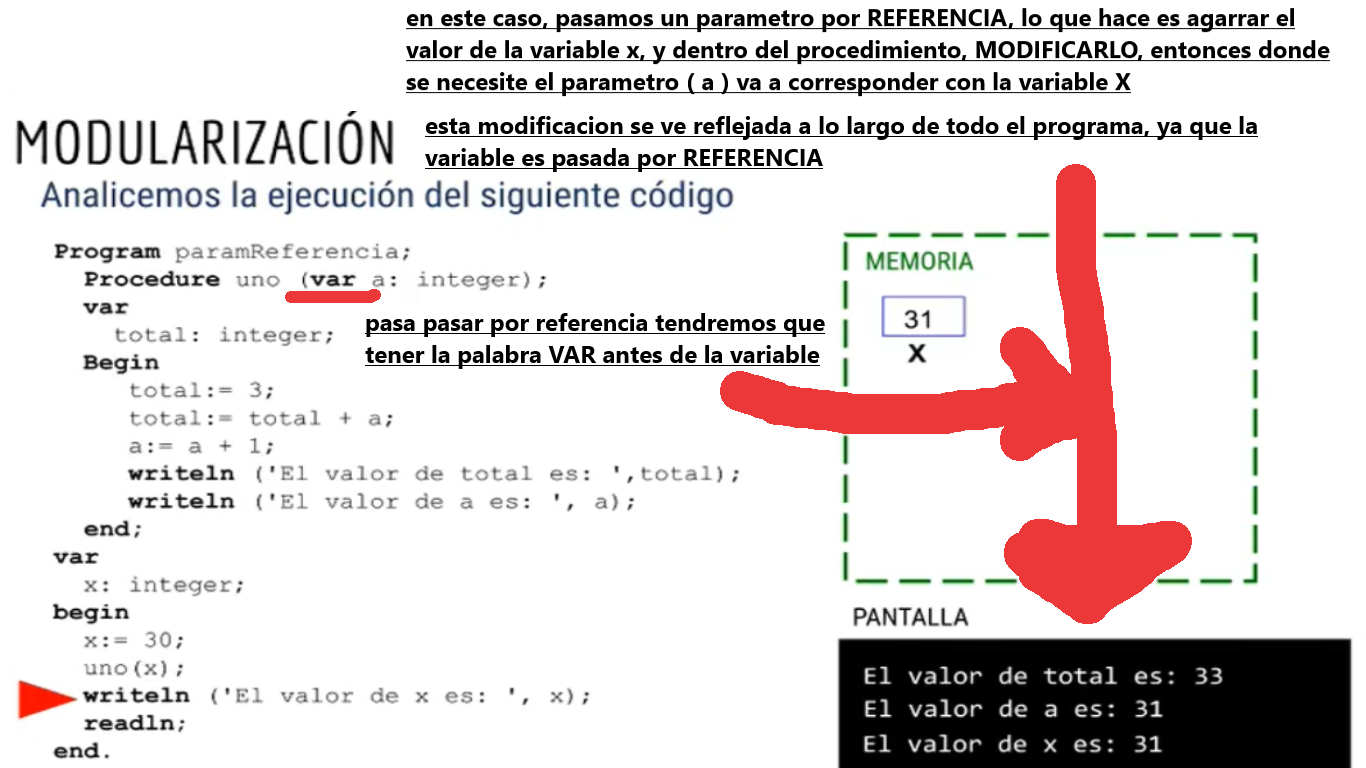 en este caso, pasamos un parametro por REFERENCIA, lo que hace es agarrar el
valor de la variable x, y dentro del procedimiento, MODIFICARLO, entonces donde
se necesite el parametro ( a ) va a corresponder con la variable X
MODULARIZACIÓN
esta modificacion se ve reflejada a lo largo de todo el programa, ya que la
variable es pasada por REFERENCIA
Analicemos la ejecución del siguiente código
Program paramReferencia;
Procedure uno (var a: integer);
var
total: integer;
Begin
total:= 3;
total:= total + a;
a:= a + 1;
writeln ('El valor de total es: ',total);
writeln ('El valor de a es: ', a);
end;
var
x: integer;
begin
x:= 30;
uno(x);
writeln ('El valor de x es: ', x);
readln;
end.
pasa pasar por referencia tendremos que
tener la palabra VAR antes de la variable
MEMORIA
31
X
PANTALLA
El valor de total es: 33
El valor de a es: 31
El valor de x es: 31